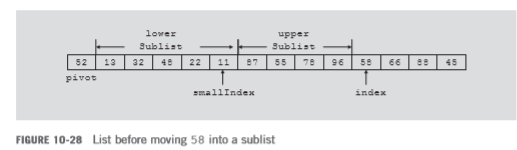 lower upper
Sublist Sublist
52 13 32 48 22 11 87 55 78 96 58 66 88 45
pivot
smallIndex index
FIGURE 10-28 List before moving 58 into a sublist